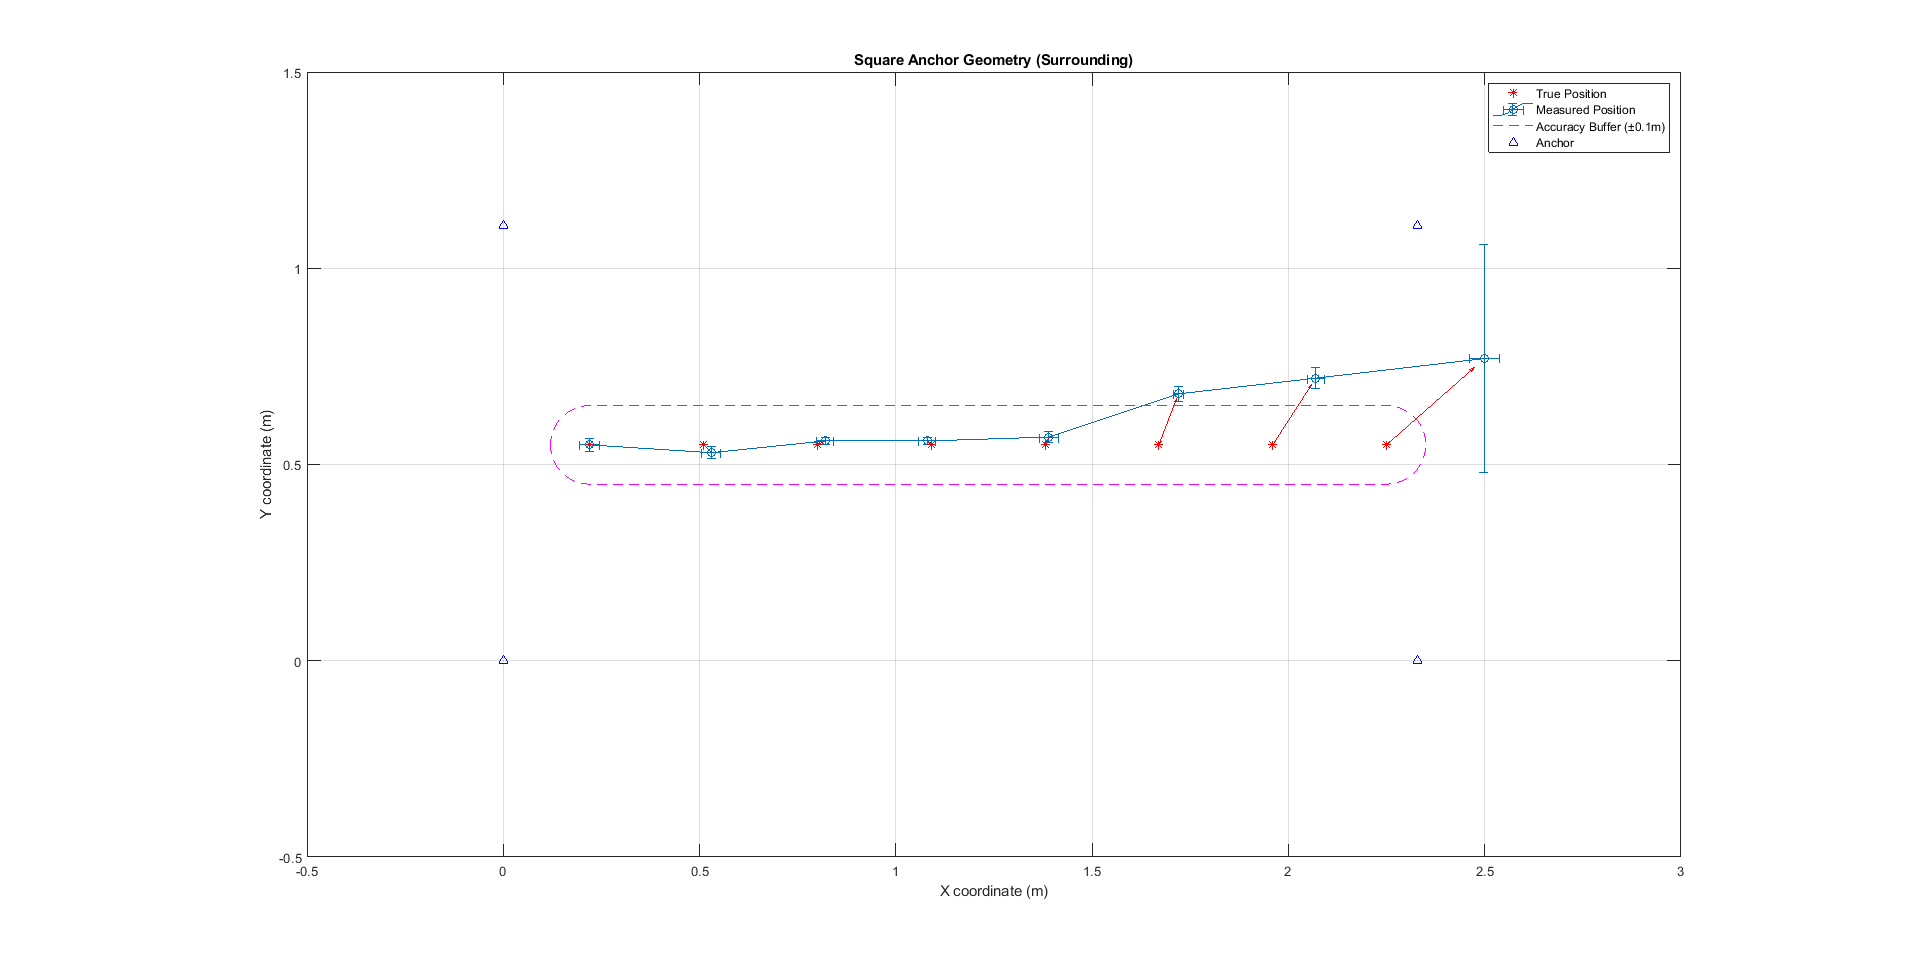 Square Anchor Geometry (Surrounding)
True Position
Measured Position
Accuracy Buffer (±0.1m)
Anchor
1.5
1
0.5
0
-0.5
Y coordinate (m)
-0.5 0 0.5 1 1.5 2 2.5 3
X coordinate (m)